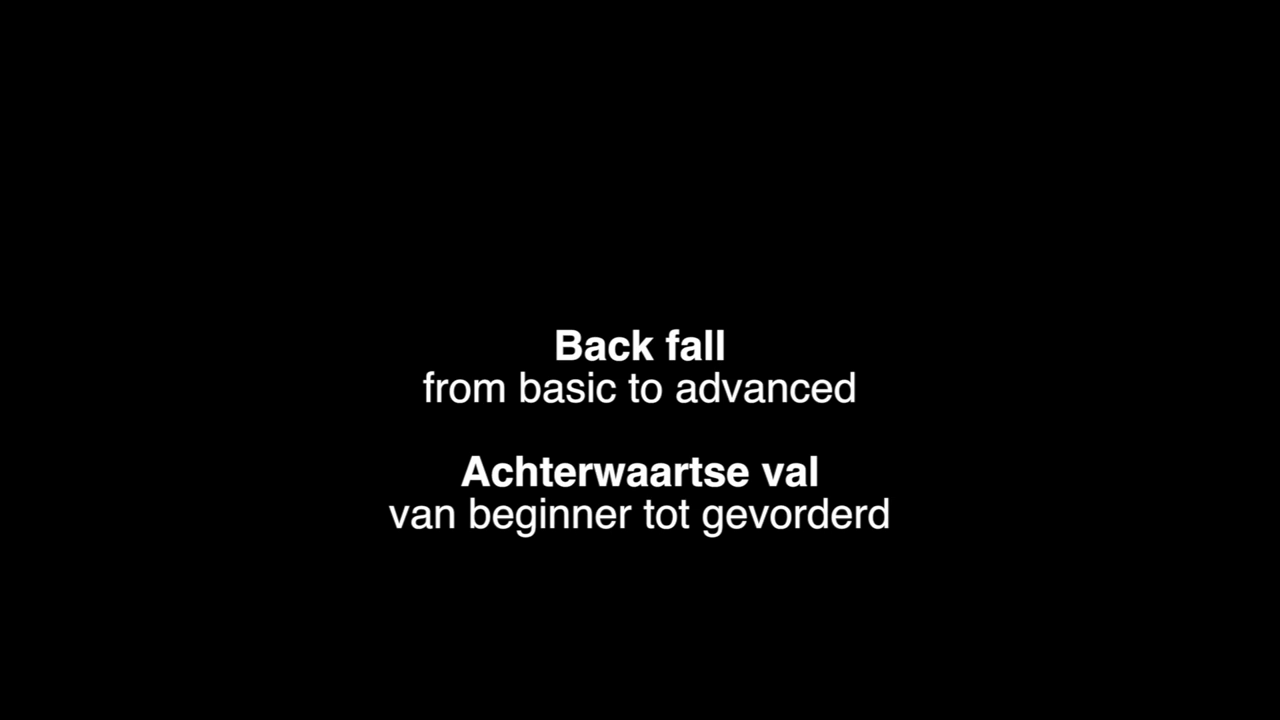 Back fall
from basic to advanced
Achterwaartse val
van beginner tot gevorderd